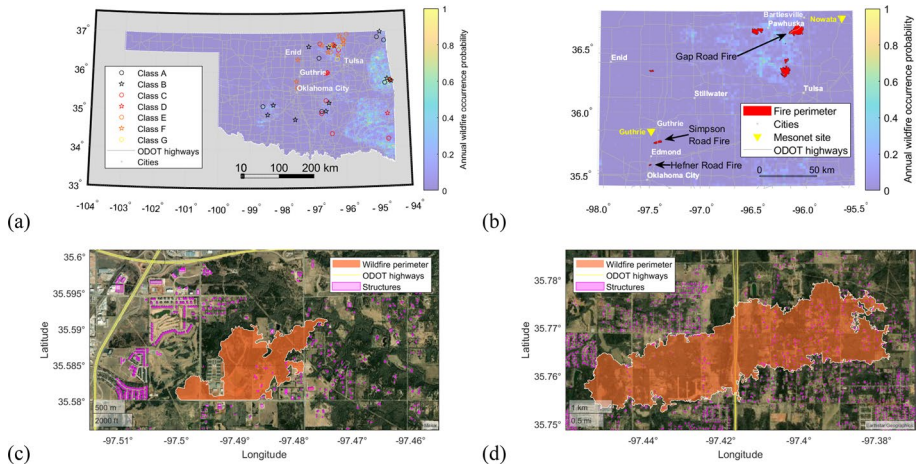 37°
36°
35°
34°
33°
-104°
-103°
-102°
-101°
-100°
-99°
-98°
-97°
-96°
-95°
-94°
Enid
Tulsa
Guthrie
Oklahoma City
Class A
Class B
Class C
Class D
Class E
Class F
Class G
ODOT highways
Cities
10 100 200 km
1
0.8
0.6
0.4
0.2
0
Annual wildfire occurrence probability
(a)
36.5°
36.0°
35.5°
-98.0°
-97.5°
-97.0°
-96.5°
-96.0°
-95.5°
Bartlesville
Pawhuska
Nowata
Gap Road Fire
Enid
Stillwater
Tulsa
Guthrie
Guthrie
Simpson
Road Fire
Edmond
Hefner Road Fire
Oklahoma City
Fire perimeter
Cities
Mesonet site
ODOT highways
0 50 km
1
0.8
0.6
0.4
0.2
0
Annual wildfire occurrence probability
(b)
35.6°
35.595°
35.59°
35.585°
35.58°
Latitude
Wildfire perimeter
ODOT highways
Structures
500 m
2000 ft
-97.51°
-97.5°
-97.49°
-97.48°
-97.47°
-97.46°
Longitude
(c)
35.78°
35.77°
35.76°
35.75°
Latitude
Wildfire perimeter
ODOT highways
Structures
1 km
0.5 mi
Earthstar Geographics
-97.44°
-97.42°
-97.4°
-97.38°
Longitude
(d)